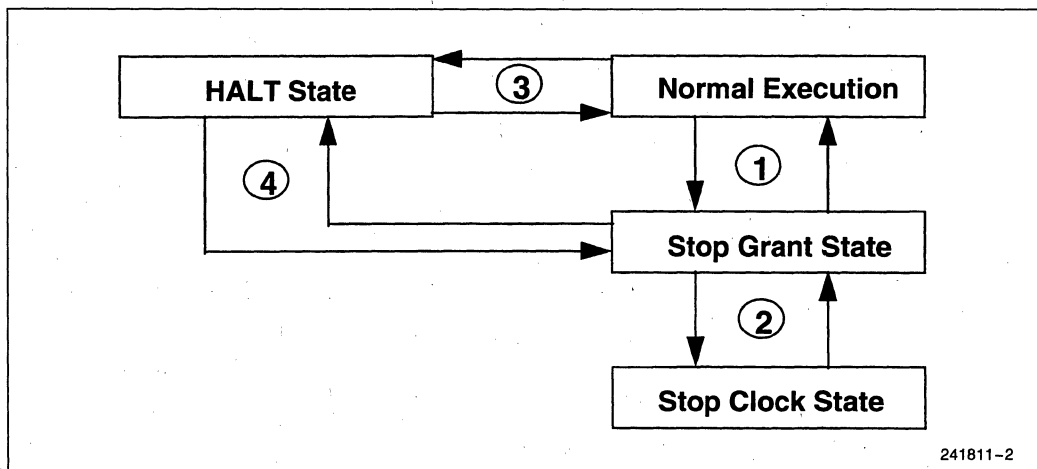 HALT State
Normal Execution
3
4
1
Stop Grant State
2
Stop Clock State
241811-2